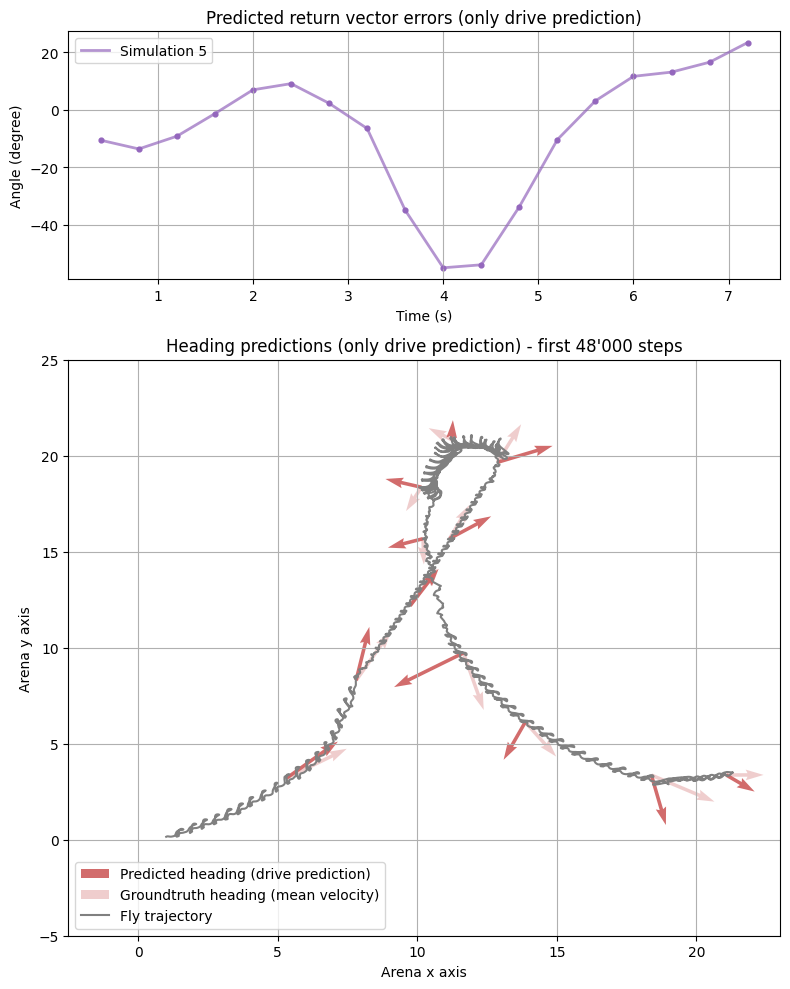 Predicted return vector errors (only drive prediction)
Simulation 5
20
0
−20
−40
Angle (degree)
1 2 3 4 5 6 7
Time (s)
Heading predictions (only drive prediction) - first 48'000 steps
25
20
15
10
5
0
−5
Arena y axis
Predicted heading (drive prediction)
Groundtruth heading (mean velocity)
Fly trajectory
0 5 10 15 20
Arena x axis